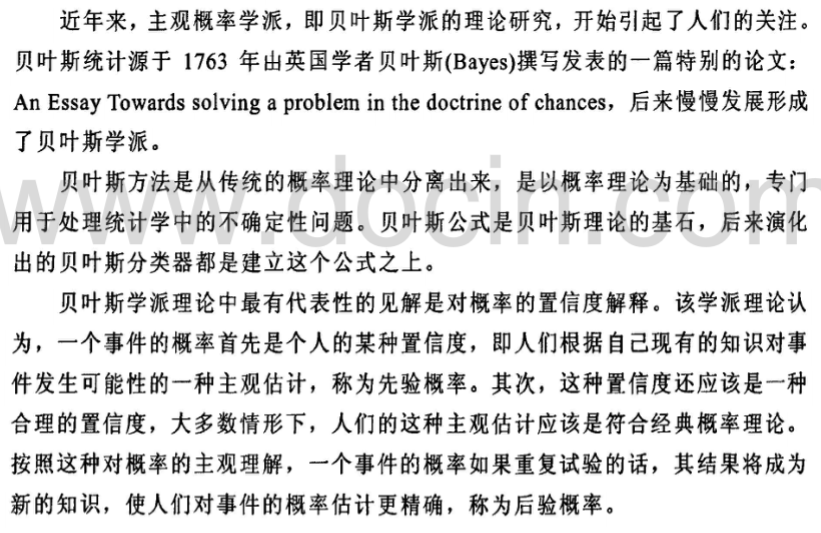 近年来，主观概率学派，即贝叶斯学派的理论研究，开始引起了人们的关注。
贝叶斯统计源于 1763 年由英国学者贝叶斯(Bayes)撰写发表的一篇特别的论文：
An Essay Towards solving a problem in the doctrine of chances，后来慢慢发展形成
了贝叶斯学派。
贝叶斯方法是从传统的概率理论中分离出来，是以概率理论为基础的，专门
用于处理统计学中的不确定性问题。贝叶斯公式是贝叶斯理论的基石，后来演化
www.docin.com
出的贝叶斯分类器都是建立这个公式之上。
贝叶斯学派理论中最有代表性的见解是对概率的置信度解释。该学派理论认
为，一个事件的概率首先是个人的某种置信度，即人们根据自己现有的知识对事
件发生可能性的一种主观估计，称为先验概率。其次，这种置信度还应该是一种
合理的置信度，大多数情形下，人们的这种主观估计应该是符合经典概率理论。
按照这种对概率的主观理解，一个事件的概率如果重复试验的话，其结果将成为
新的知识，使人们对事件的概率估计更精确，称为后验概率。